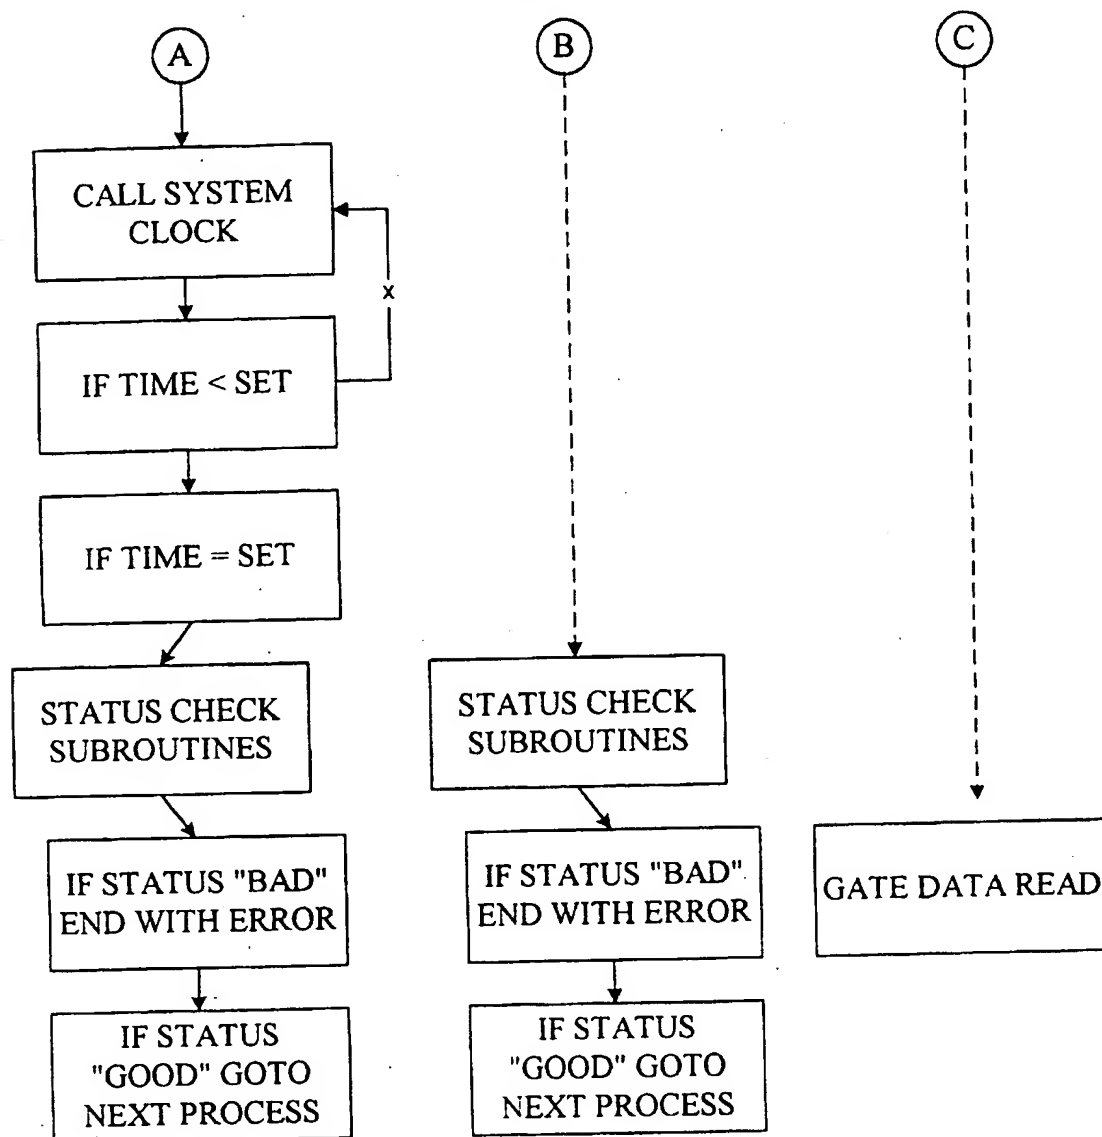 A
B
C
CALL SYSTEM
CLOCK
x
IF TIME < SET
IF TIME = SET
STATUS CHECK
SUBROUTINES
IF STATUS "BAD"
END WITH ERROR
IF STATUS
"GOOD" GOTO
NEXT PROCESS
STATUS CHECK
SUBROUTINES
IF STATUS "BAD"
END WITH ERROR
IF STATUS
"GOOD" GOTO
NEXT PROCESS
GATE DATA READ